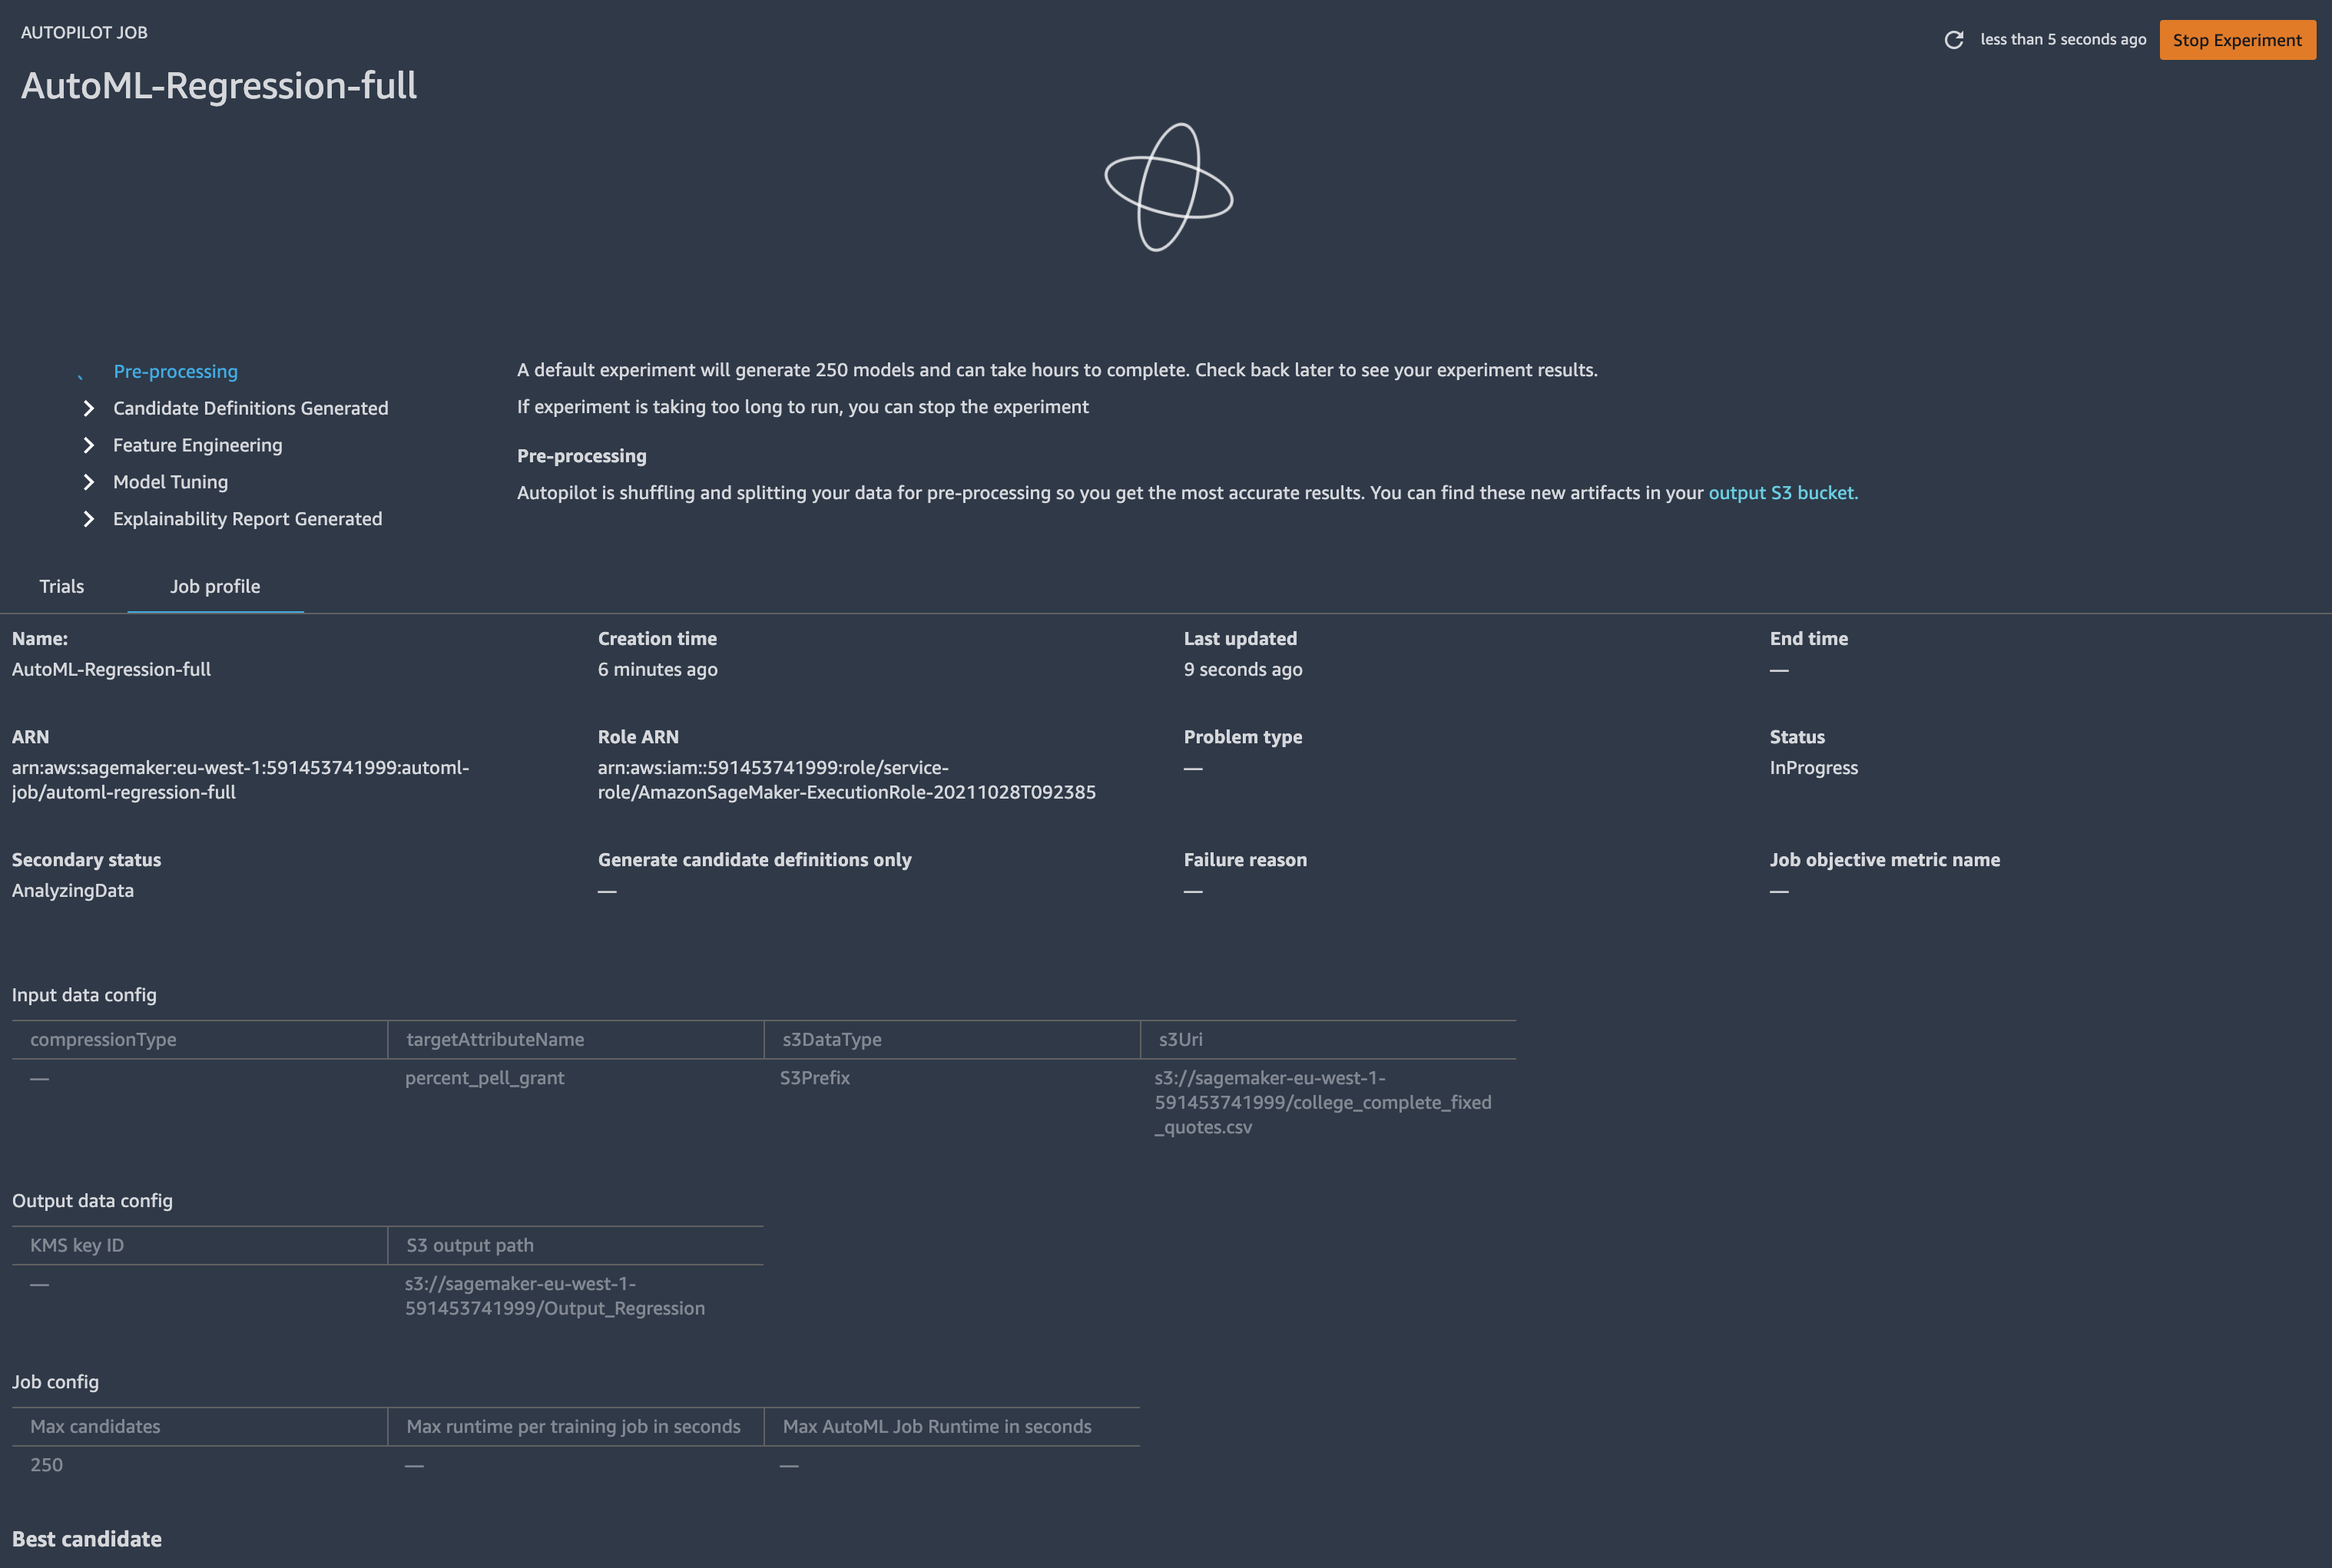 AUTOPILOT JOB
less than 5 seconds ago
Stop Experiment
AutoML-Regression-full
Pre-processing
Candidate Definitions Generated
Feature Engineering
Model Tuning
Explainability Report Generated
A default experiment will generate 250 models and can take hours to complete. Check back later to see your experiment results.
If experiment is taking too long to run, you can stop the experiment
Pre-processing
Autopilot is shuffling and splitting your data for pre-processing so you get the most accurate results. You can find these new artifacts in your output S3 bucket.
Trials
Job profile
Name:
AutoML-Regression-full
Creation time
6 minutes ago
Last updated
9 seconds ago
End time
—
ARN
arn:aws:sagemaker:eu-west-1:591453741999:automl-
job/automl-regression-full
Role ARN
arn:aws:iam::591453741999:role/service-
role/AmazonSageMaker-ExecutionRole-20211028T092385
Problem type
—
Status
InProgress
Secondary status
AnalyzingData
Generate candidate definitions only
—
Failure reason
—
Job objective metric name
—
Input data config
compressionType
targetAttributeName
s3DataType
s3Uri
—
percent_pell_grant
S3Prefix
s3://sagemaker-eu-west-1-
591453741999/college_complete_fixed
_quotes.csv
Output data config
KMS key ID
S3 output path
—
s3://sagemaker-eu-west-1-
591453741999/Output_Regression
Job config
Max candidates
Max runtime per training job in seconds
Max AutoML Job Runtime in seconds
250
—
—
Best candidate